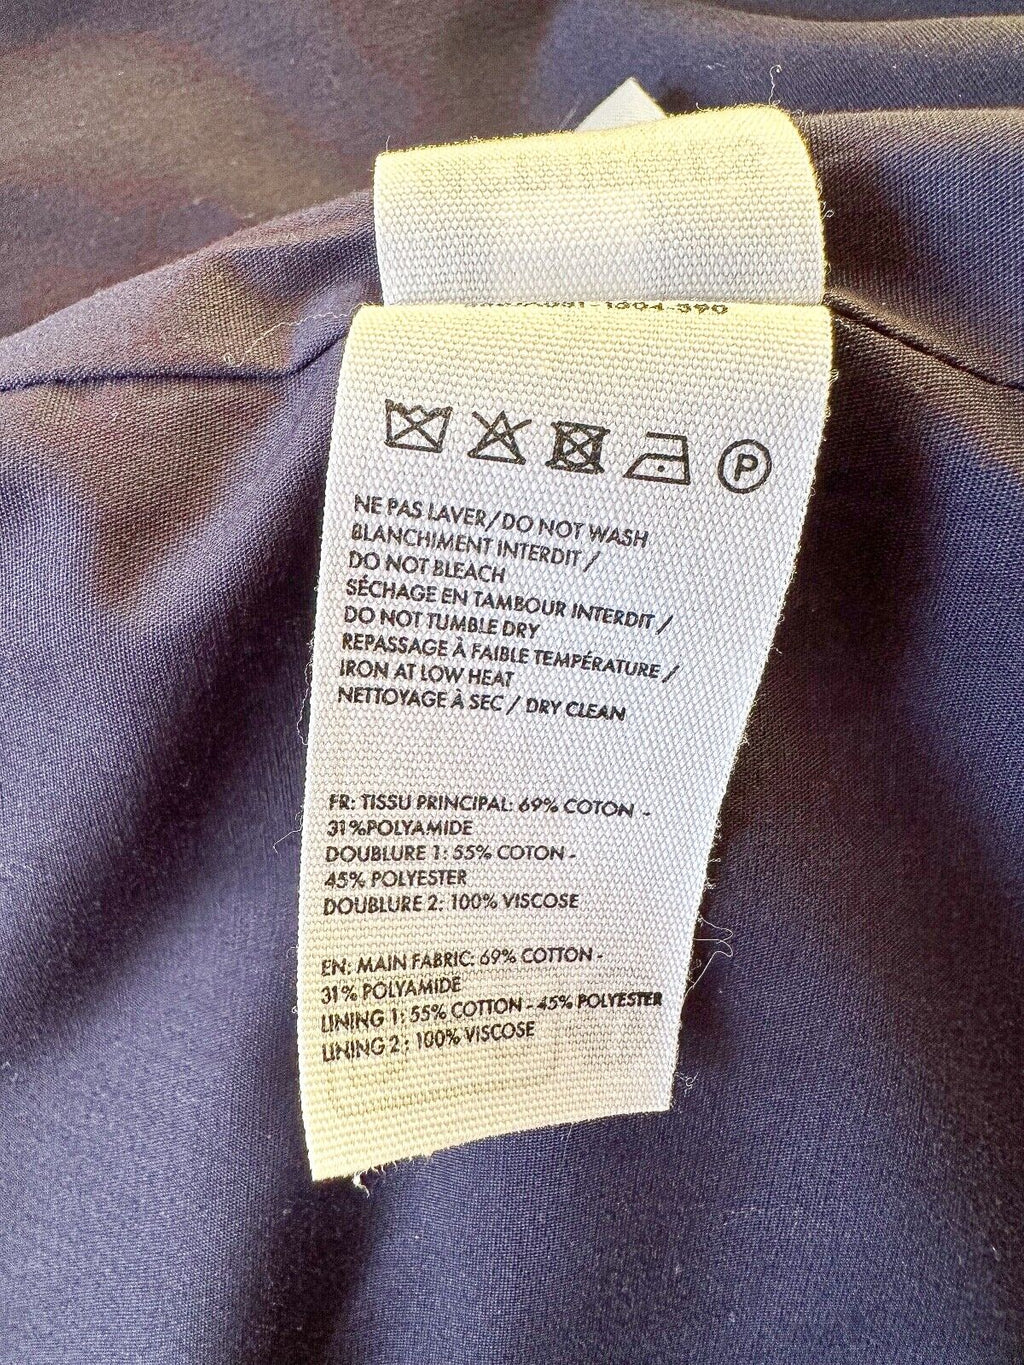 1604 390
P
NE PAS LAVER/DO NOT WASH
BLANCHIMENT INTERDIT /
DO NOT BLEACH
SÉCHAGE EN TAMBOUR INTERDIT /
DO NOT TUMBLE DRY
REPASSAGE À FAIBLE TEMPÉRATURE /
IRON AT LOW HEAT
NETTOYAGE À SEC / DRY CLEAN
FR: TISSU PRINCIPAL: 69% COTON -
31%POLYAMIDE
DOUBLURE 1: 55% COTON -
45% POLYESTER
DOUBLURE 2: 100% VISCOSE
EN: MAIN FABRIC: 69% COTTON -
31% POLYAMIDE
LINING 1: 55% COTTON - 45% POLYESTER
LINING 2: 100% VISCOSE